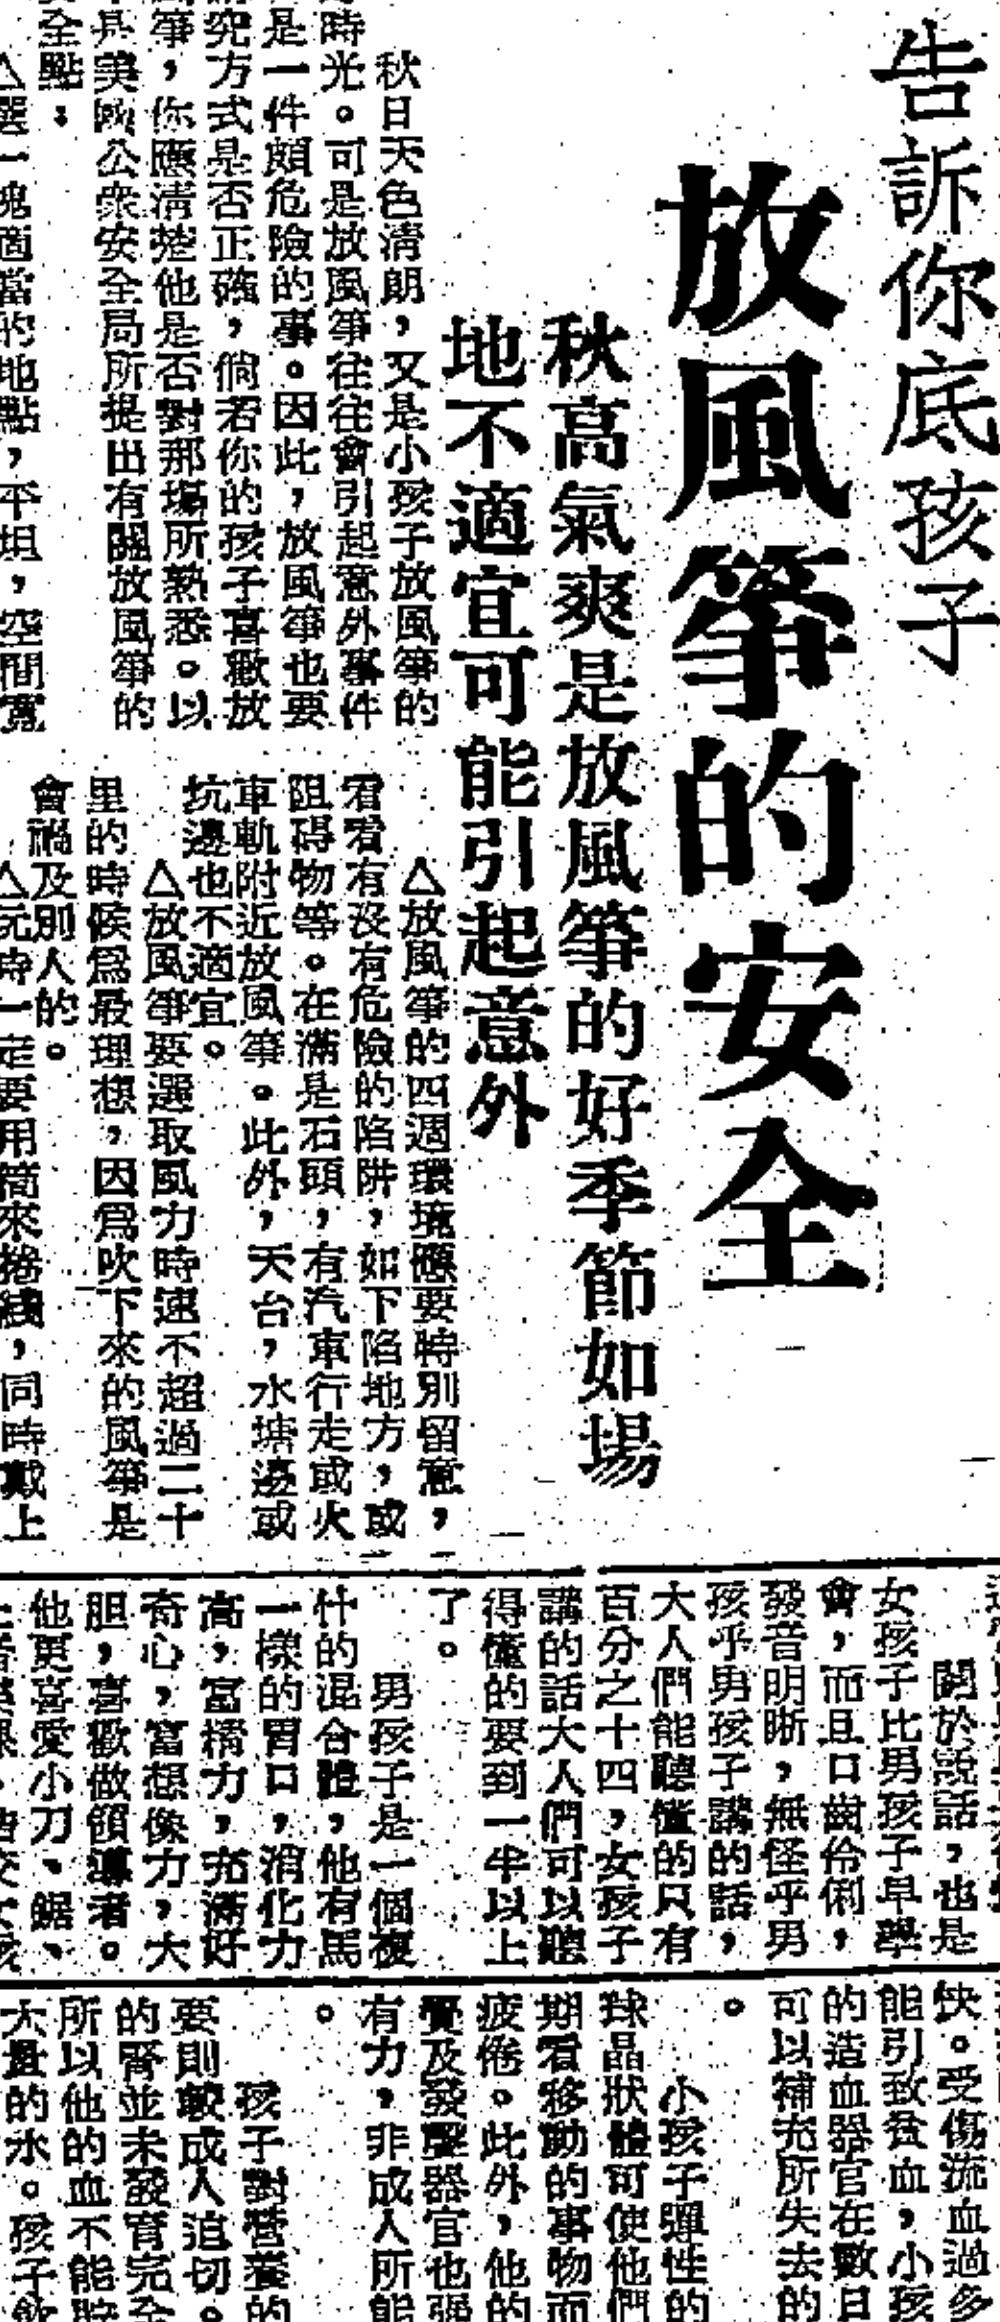 告訴你底孩子
放風箏的安全
秋高氣爽是放風箏的好季節如場
地不適宜可能引起意外
秋日天色清朗，又是小孩子放風箏的
時光。可是放風箏往往會引起意外事件
是一件頗危險的事。因此，放風箏也要
究方式是否正確，倘若你的孩子喜歡放
箏，你應清楚他是否對那場所熟悉。以
是美國公衆安全局所提出有關放風箏的
全點：
△選一塊適當的地點，平坦，空間寬
△放風箏的四週環境應要特別留意，
看看有沒有危險的陷阱，如下陷地方，或
阻碍物等。在滿是石頭，有汽車行走或火
車軌附近放風箏。此外，天台，水塘邊或
坑邊也不適宜。
△放風箏要選取風力時速不超過二十
里的時候爲最理想，因爲吹下來的風箏是
會禍及別人的。
△玩時一定要用筒來捲綫，同時戴上
關於說話，也是
女孩子比男孩子早學
會，而且口齒伶俐，
發音明晰，無怪乎男
孩乎男孩子講的話，
大人們能聽懂的只有
百分之十四，女孩子
講的話大人們可以聽
得懂的要到一半以上
了。
男孩子是一個複
什的混合體，他有馬
一樣的胃口，消化力
高，富精力，充滿好
奇心，富想像力，大
胆，喜歡做領導者。
他更喜愛小刀、鋸、
快。受傷流血過多
能引致貧血，小孩
的造血器官在數日
可以補充所失去的
。
小孩子彈性的
球晶狀體可使他們
期看移動的事物而
疲倦。此外，他的
覺及發聲器官也强
有力，非成人所能
。
孩子對營養的
要則較成人迫切。
的腎並未發育完全
所以他的血不能貯
大量的水。孩子飲